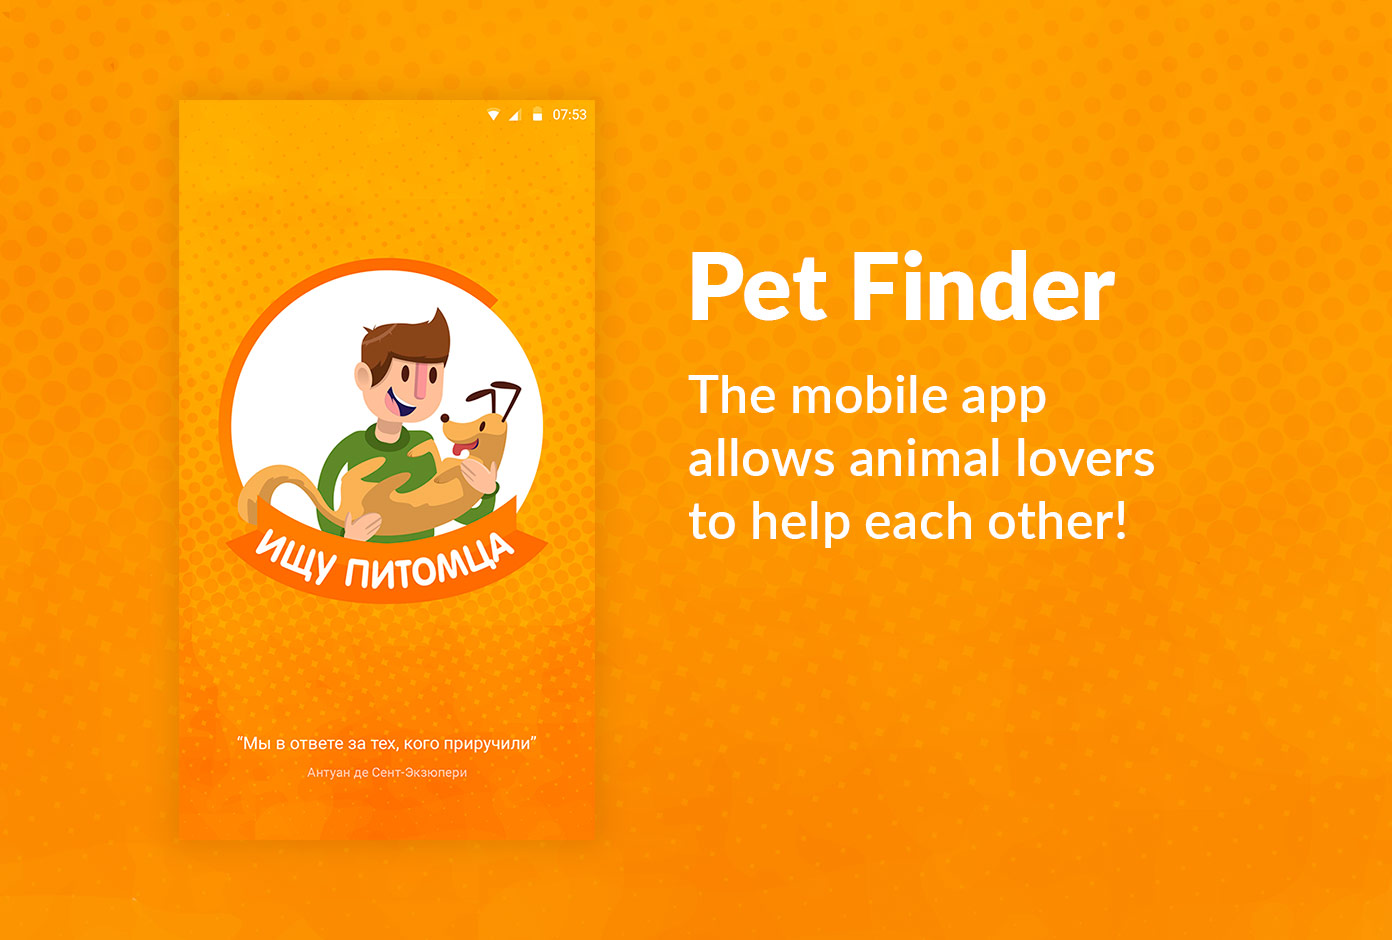 07:53
ИЩУ ПИТОМЦА
“Мы в ответе за тех, кого приручили”
Антуан де Сент-Экзюпери
Pet Finder
The mobile app
allows animal lovers
to help each other!